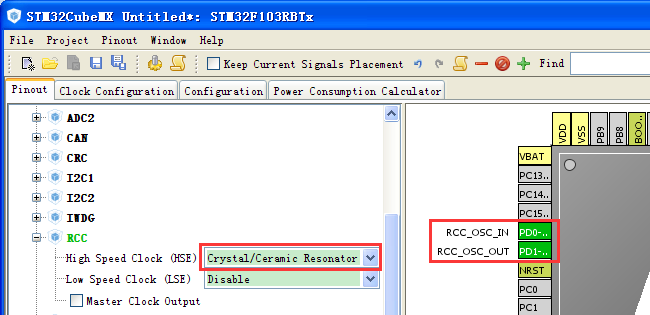 STM32CubeMX Untitled*: STM32F103RBTx
File Project Pinout Window Help
Keep Current Signals Placement Find
Pinout Clock Configuration Configuration Power Consumption Calculator
ADC2
CAN
CRC
I2C1
I2C2
IWDG
RCC
High Speed Clock (HSE) Crystal/Ceramic Resonator
Low Speed Clock (LSE) Disable
Master Clock Output
VDD VSS PB9 PB8 BOO..
VBAT
PC13..
PC14..
PC15..
RCC_OSC_IN PD0-..
RCC_OSC_OUT PD1-..
NRST
PC0
PC1